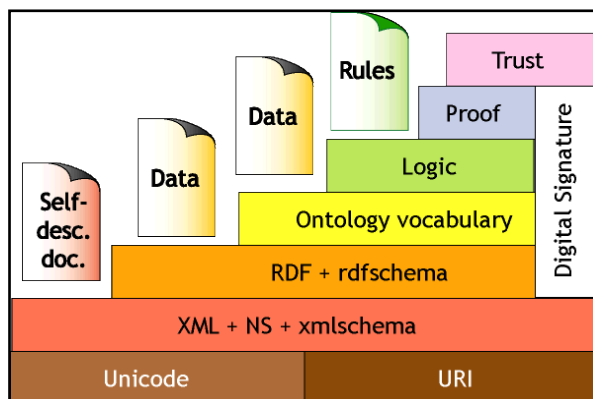 Trust
Rules
Proof
Data
Logic
Data
Self-
desc.
doc.
Ontology vocabulary
Digital Signature
RDF + rdfschema
XML + NS + xmlschema
Unicode
URI